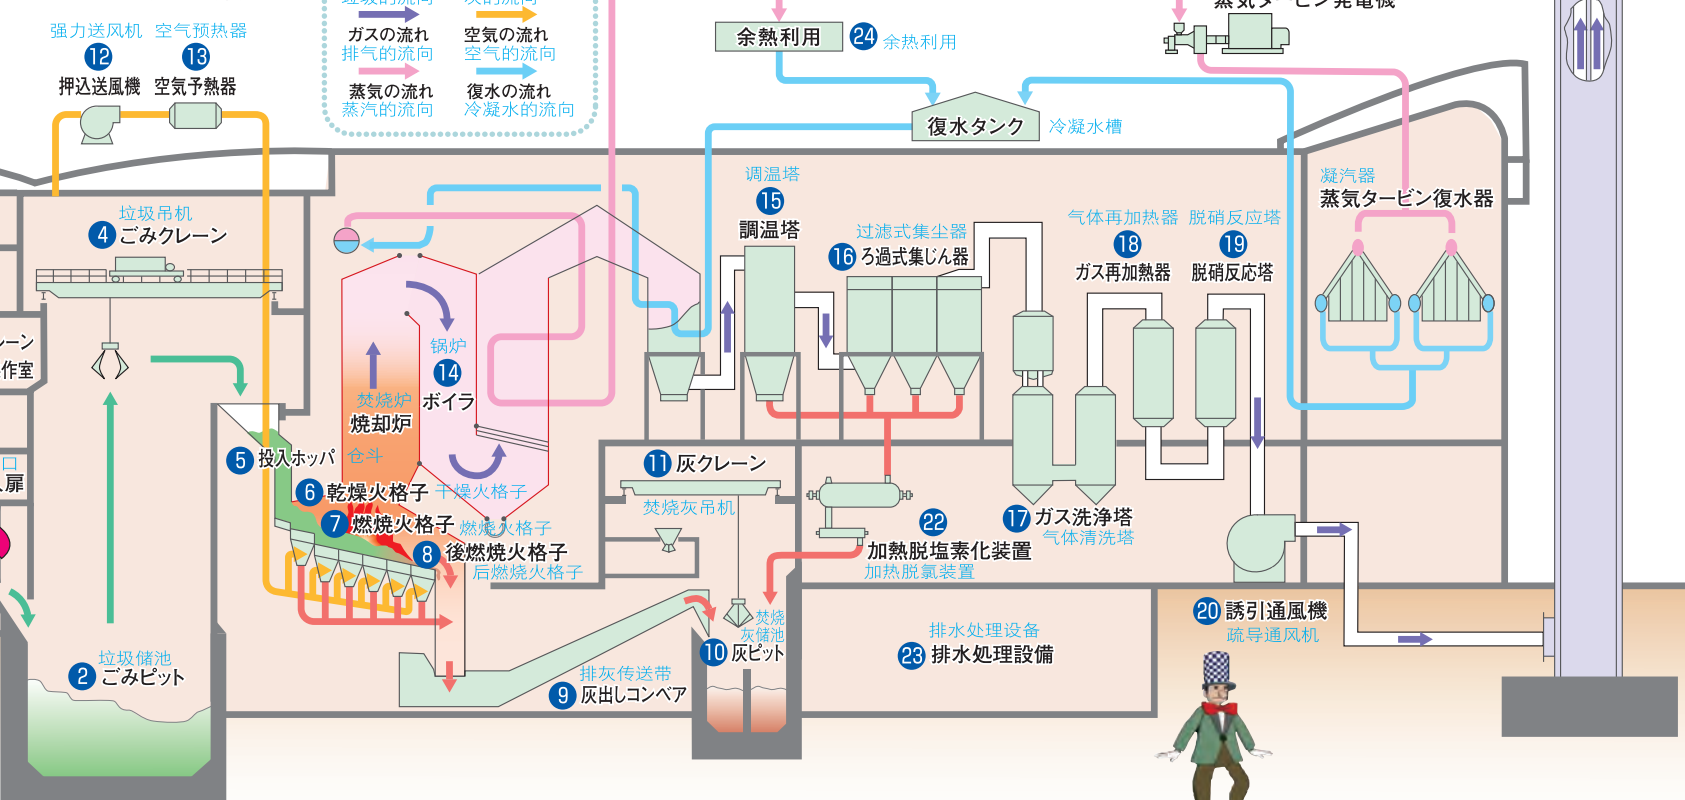 强力送风机
12
押込送風機
空气预热器
13
空气予熱器
ガスの流れ
排气的流向
空気の流れ
空气的流向
蒸気の流れ
蒸汽的流向
復水の流れ
冷凝水的流向
余熱利用
24
余热利用
復水タンク
冷凝水槽
凝汽器
蒸気タービン復水器
垃圾吊机
4
ごみクレーン
调温塔
15
調温塔
过滤式集尘器
16
ろ過式集じん器
气体再加热器
18
ガス再加熱器
脱硝反应塔
19
脱硝反応塔
锅炉
14
ボイラ
焚烧炉
焼却炉
5
投入ホッパ
仓斗
6
乾燥火格子
干燥火格子
7
燃焼火格子
燃燒火格子
8
後燃焼火格子
后燃烧火格子
11
灰クレーン
焚烧灰吊机
22
加熱脱塩素化装置
加热脱氯装置
17
ガス洗浄塔
气体清洗塔
20
誘引通風機
疏导通风机
排水处理设备
23
排水処理設備
焚烧
灰储池
10
灰ピット
排灰传送带
9
灰出しコンベア
垃圾储池
2
ごみピット
ーン
作室
口
扉